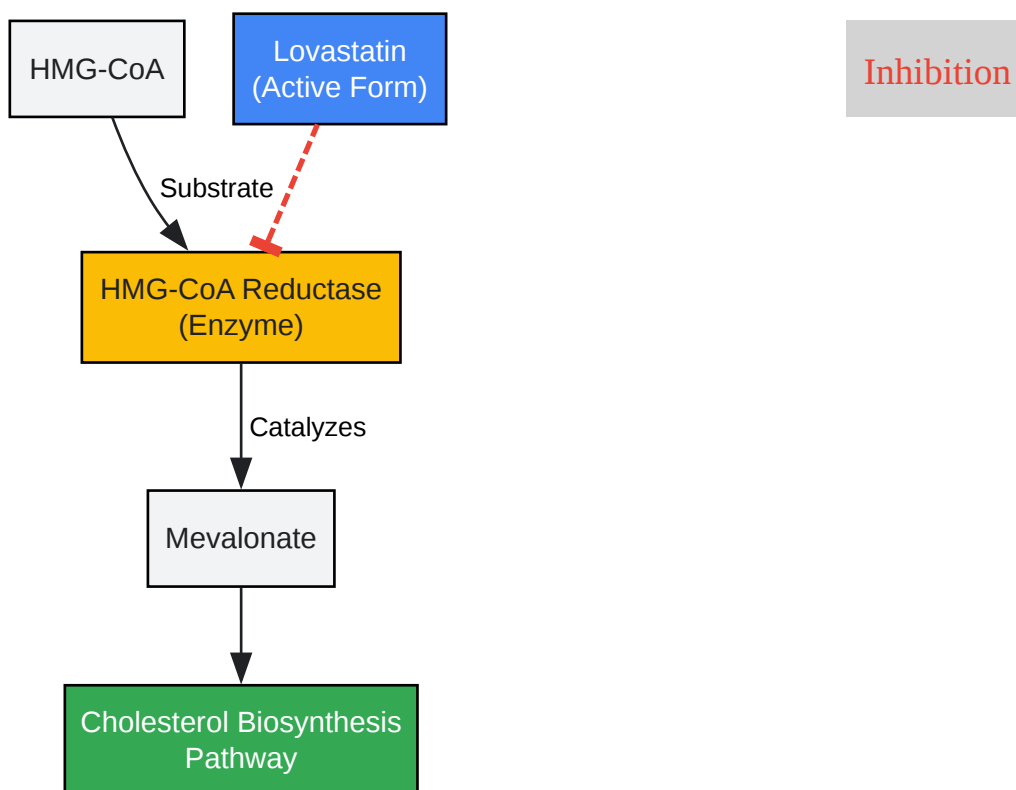 HMG-CoA
Lovastatin
(Active Form)
Inhibition
Substrate
HMG-CoA Reductase
(Enzyme)
Catalyzes
Mevalonate
Cholesterol Biosynthesis
Pathway